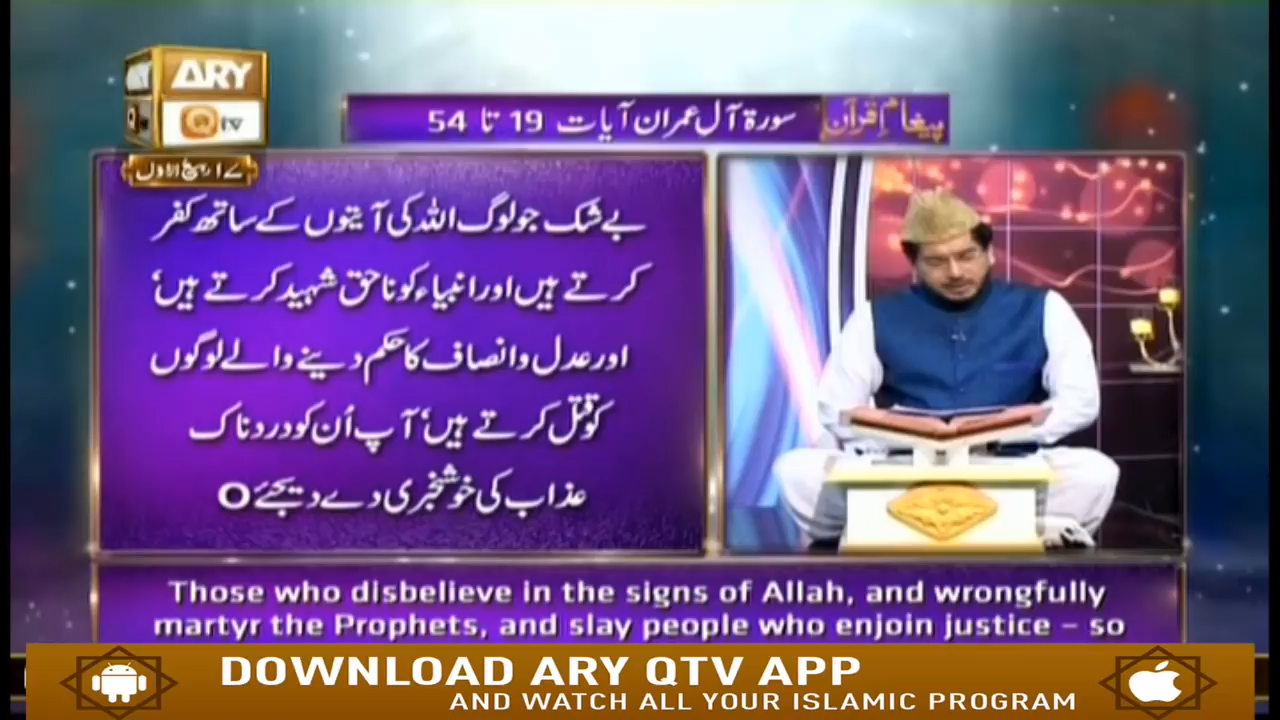 ARY
Qtv
پیغامِ قرآن
سورۃ آل عمران آیات 19 تا 54
۱۷ ربیع الاول
بے شک جو لوگ اللہ کی آیتوں کے ساتھ کفر
کرتے ہیں اور انبیاء کو ناحق شہید کرتے ہیں‘
اور عدل و انصاف کا حکم دینے والے لوگوں
کو قتل کرتے ہیں‘ آپ اُن کو دردناک
عذاب کی خوشخبری دے دیجئےO
Those who disbelieve in the signs of Allah, and wrongfully
martyr the Prophets, and slay people who enjoin justice – so
DOWNLOAD ARY QTV APP
AND WATCH ALL YOUR ISLAMIC PROGRAM